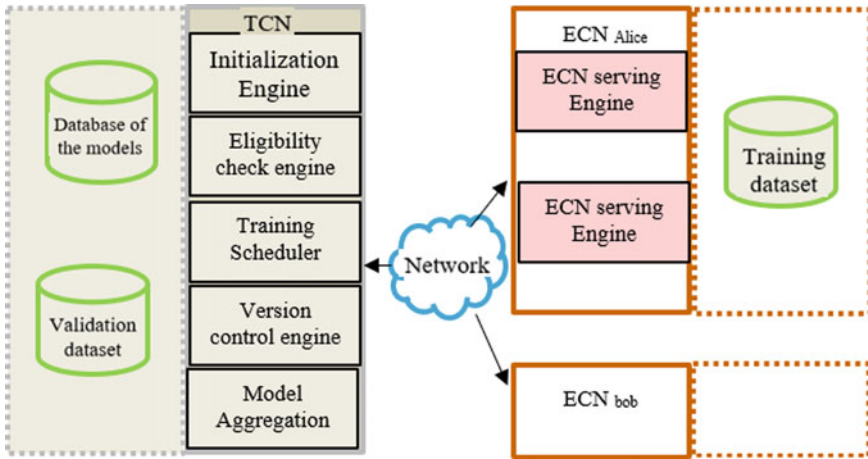 Database of
the models
Validation
dataset
TCN
Initialization
Engine
Eligibility
check engine
Training
Scheduler
Version
control engine
Model
Aggregation
Network
ECN Alice
ECN serving
Engine
ECN serving
Engine
Training
dataset
ECN bob